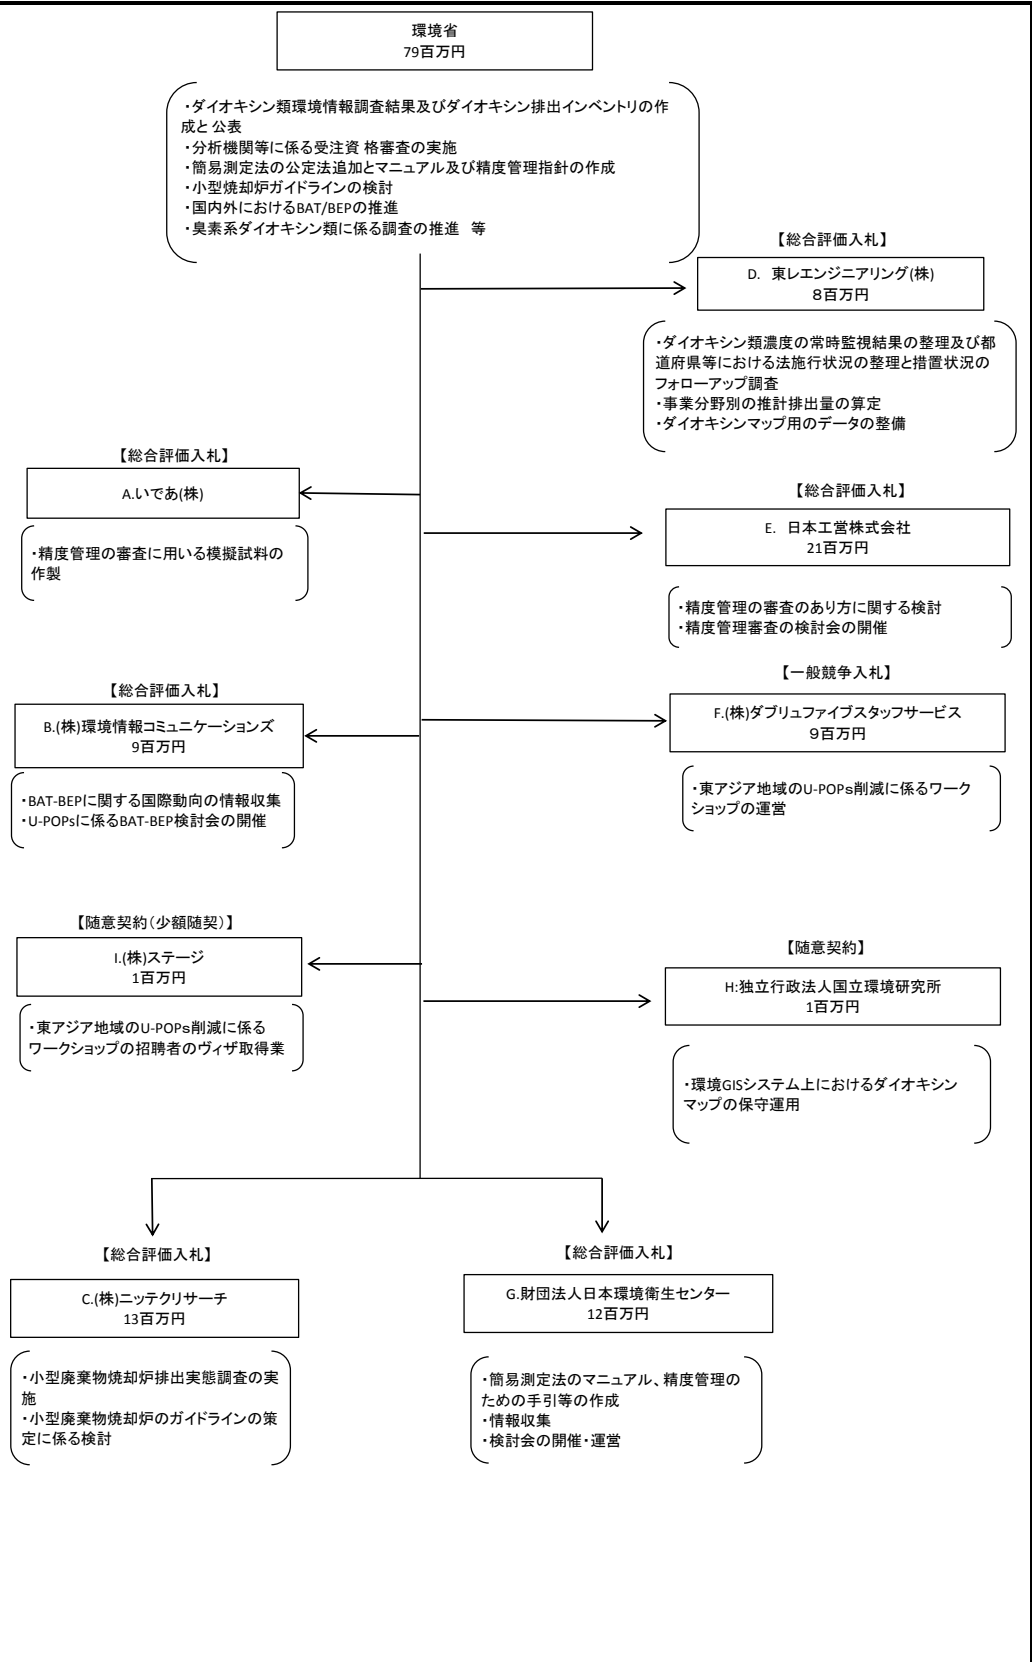 環境省
79百万円
・ダイオキシン類環境情報調査結果及びダイオキシン排出インベントリの作
成と 公表
・分析機関等に係る受注資 格審査の実施
・簡易測定法の公定法追加とマニュアル及び精度管理指針の作成
・小型焼却炉ガイドラインの検討
・国内外におけるBAT/BEPの推進
・臭素系ダイオキシン類に係る調査の推進 等
【総合評価入札】
D. 東レエンジニアリング(株)
8百万円
・ダイオキシン類濃度の常時監視結果の整理及び都
道府県等における法施行状況の整理と措置状況の
フォローアップ調査
・事業分野別の推計排出量の算定
・ダイオキシンマップ用のデータの整備
【総合評価入札】
A.いであ(株)
・精度管理の審査に用いる模擬試料の
作製
【総合評価入札】
E. 日本工営株式会社
21百万円
・精度管理の審査のあり方に関する検討
・精度管理審査の検討会の開催
【総合評価入札】
B.(株)環境情報コミュニケーションズ
9百万円
・BAT-BEPに関する国際動向の情報収集
・U-POPsに係るBAT-BEP検討会の開催
【一般競争入札】
F.(株)ダブリュファイブスタッフサービス
9百万円
・東アジア地域のU-POPs削減に係るワーク
ショップの運営
【随意契約(少額随契)】
I.(株)ステージ
1百万円
・東アジア地域のU-POPs削減に係る
ワークショップの招聘者のヴィザ取得業
【随意契約】
H:独立行政法人国立環境研究所
1百万円
・環境GISシステム上におけるダイオキシン
マップの保守運用
【総合評価入札】
C.(株)ニッテクリサーチ
13百万円
・小型廃棄物焼却炉排出実態調査の実
施
・小型廃棄物焼却炉のガイドラインの策
定に係る検討
【総合評価入札】
G.財団法人日本環境衛生センター
12百万円
・簡易測定法のマニュアル、精度管理の
ための手引等の作成
・情報収集
・検討会の開催・運営